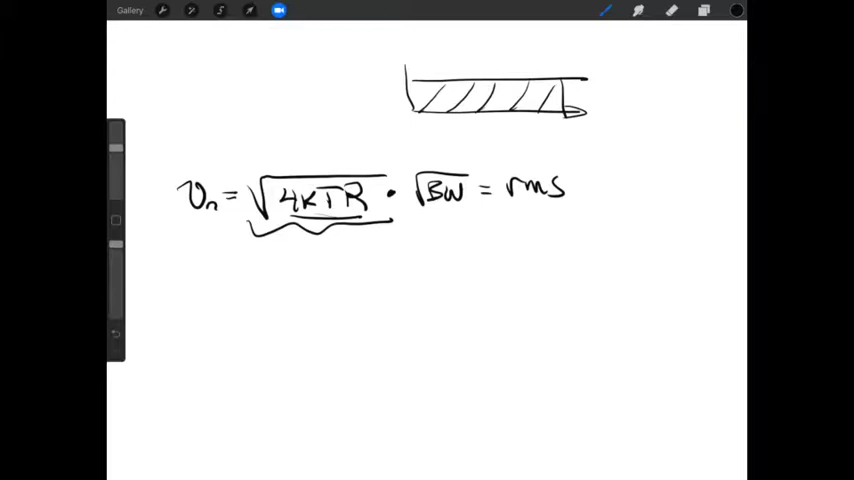 Gallery
Vn = √4KTR · √BW = rms